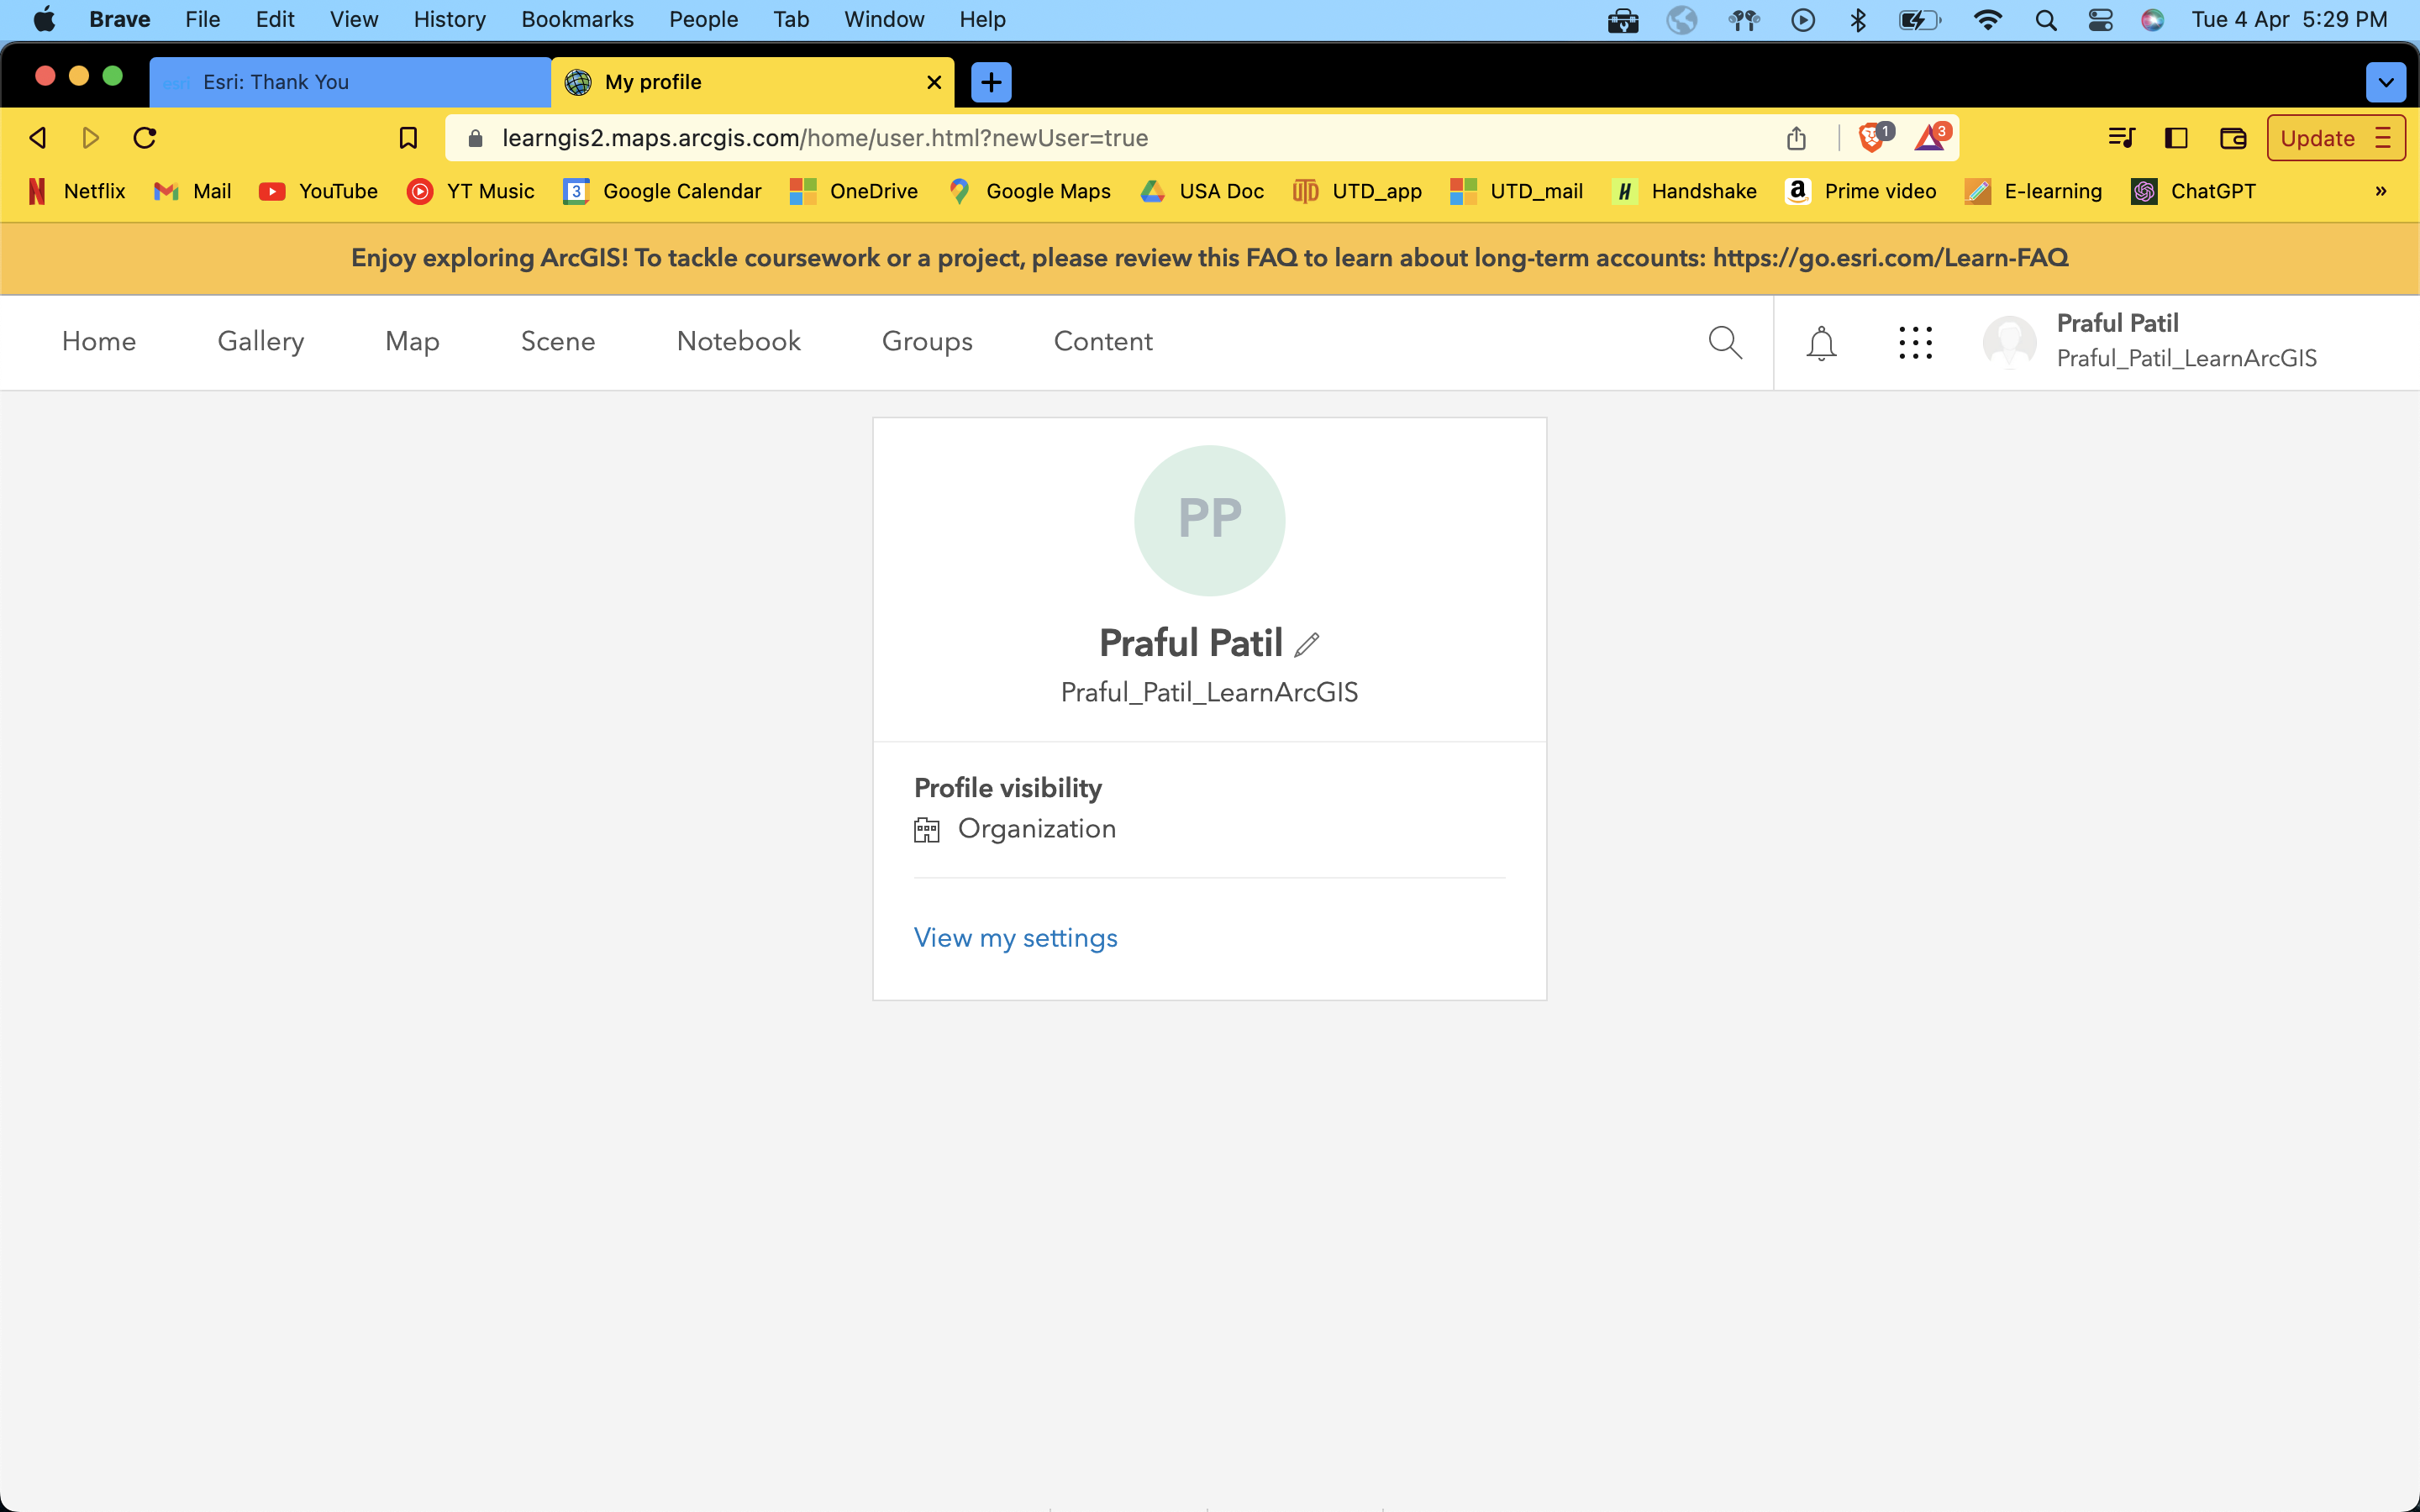 Brave File Edit View History Bookmarks People Tab Window Help Tue 4 Apr 5:29 PM
esri Esri: Thank You My profile
learngis2.maps.arcgis.com/home/user.html?newUser=true 1 3 Update
Netflix Mail YouTube YT Music 3 Google Calendar OneDrive Google Maps USA Doc UTD_app UTD_mail H Handshake a Prime video E-learning ChatGPT »
Enjoy exploring ArcGIS! To tackle coursework or a project, please review this FAQ to learn about long-term accounts: https://go.esri.com/Learn-FAQ
Home Gallery Map Scene Notebook Groups Content
Praful Patil
Praful_Patil_LearnArcGIS
PP
Praful Patil
Praful_Patil_LearnArcGIS
Profile visibility
Organization
View my settings